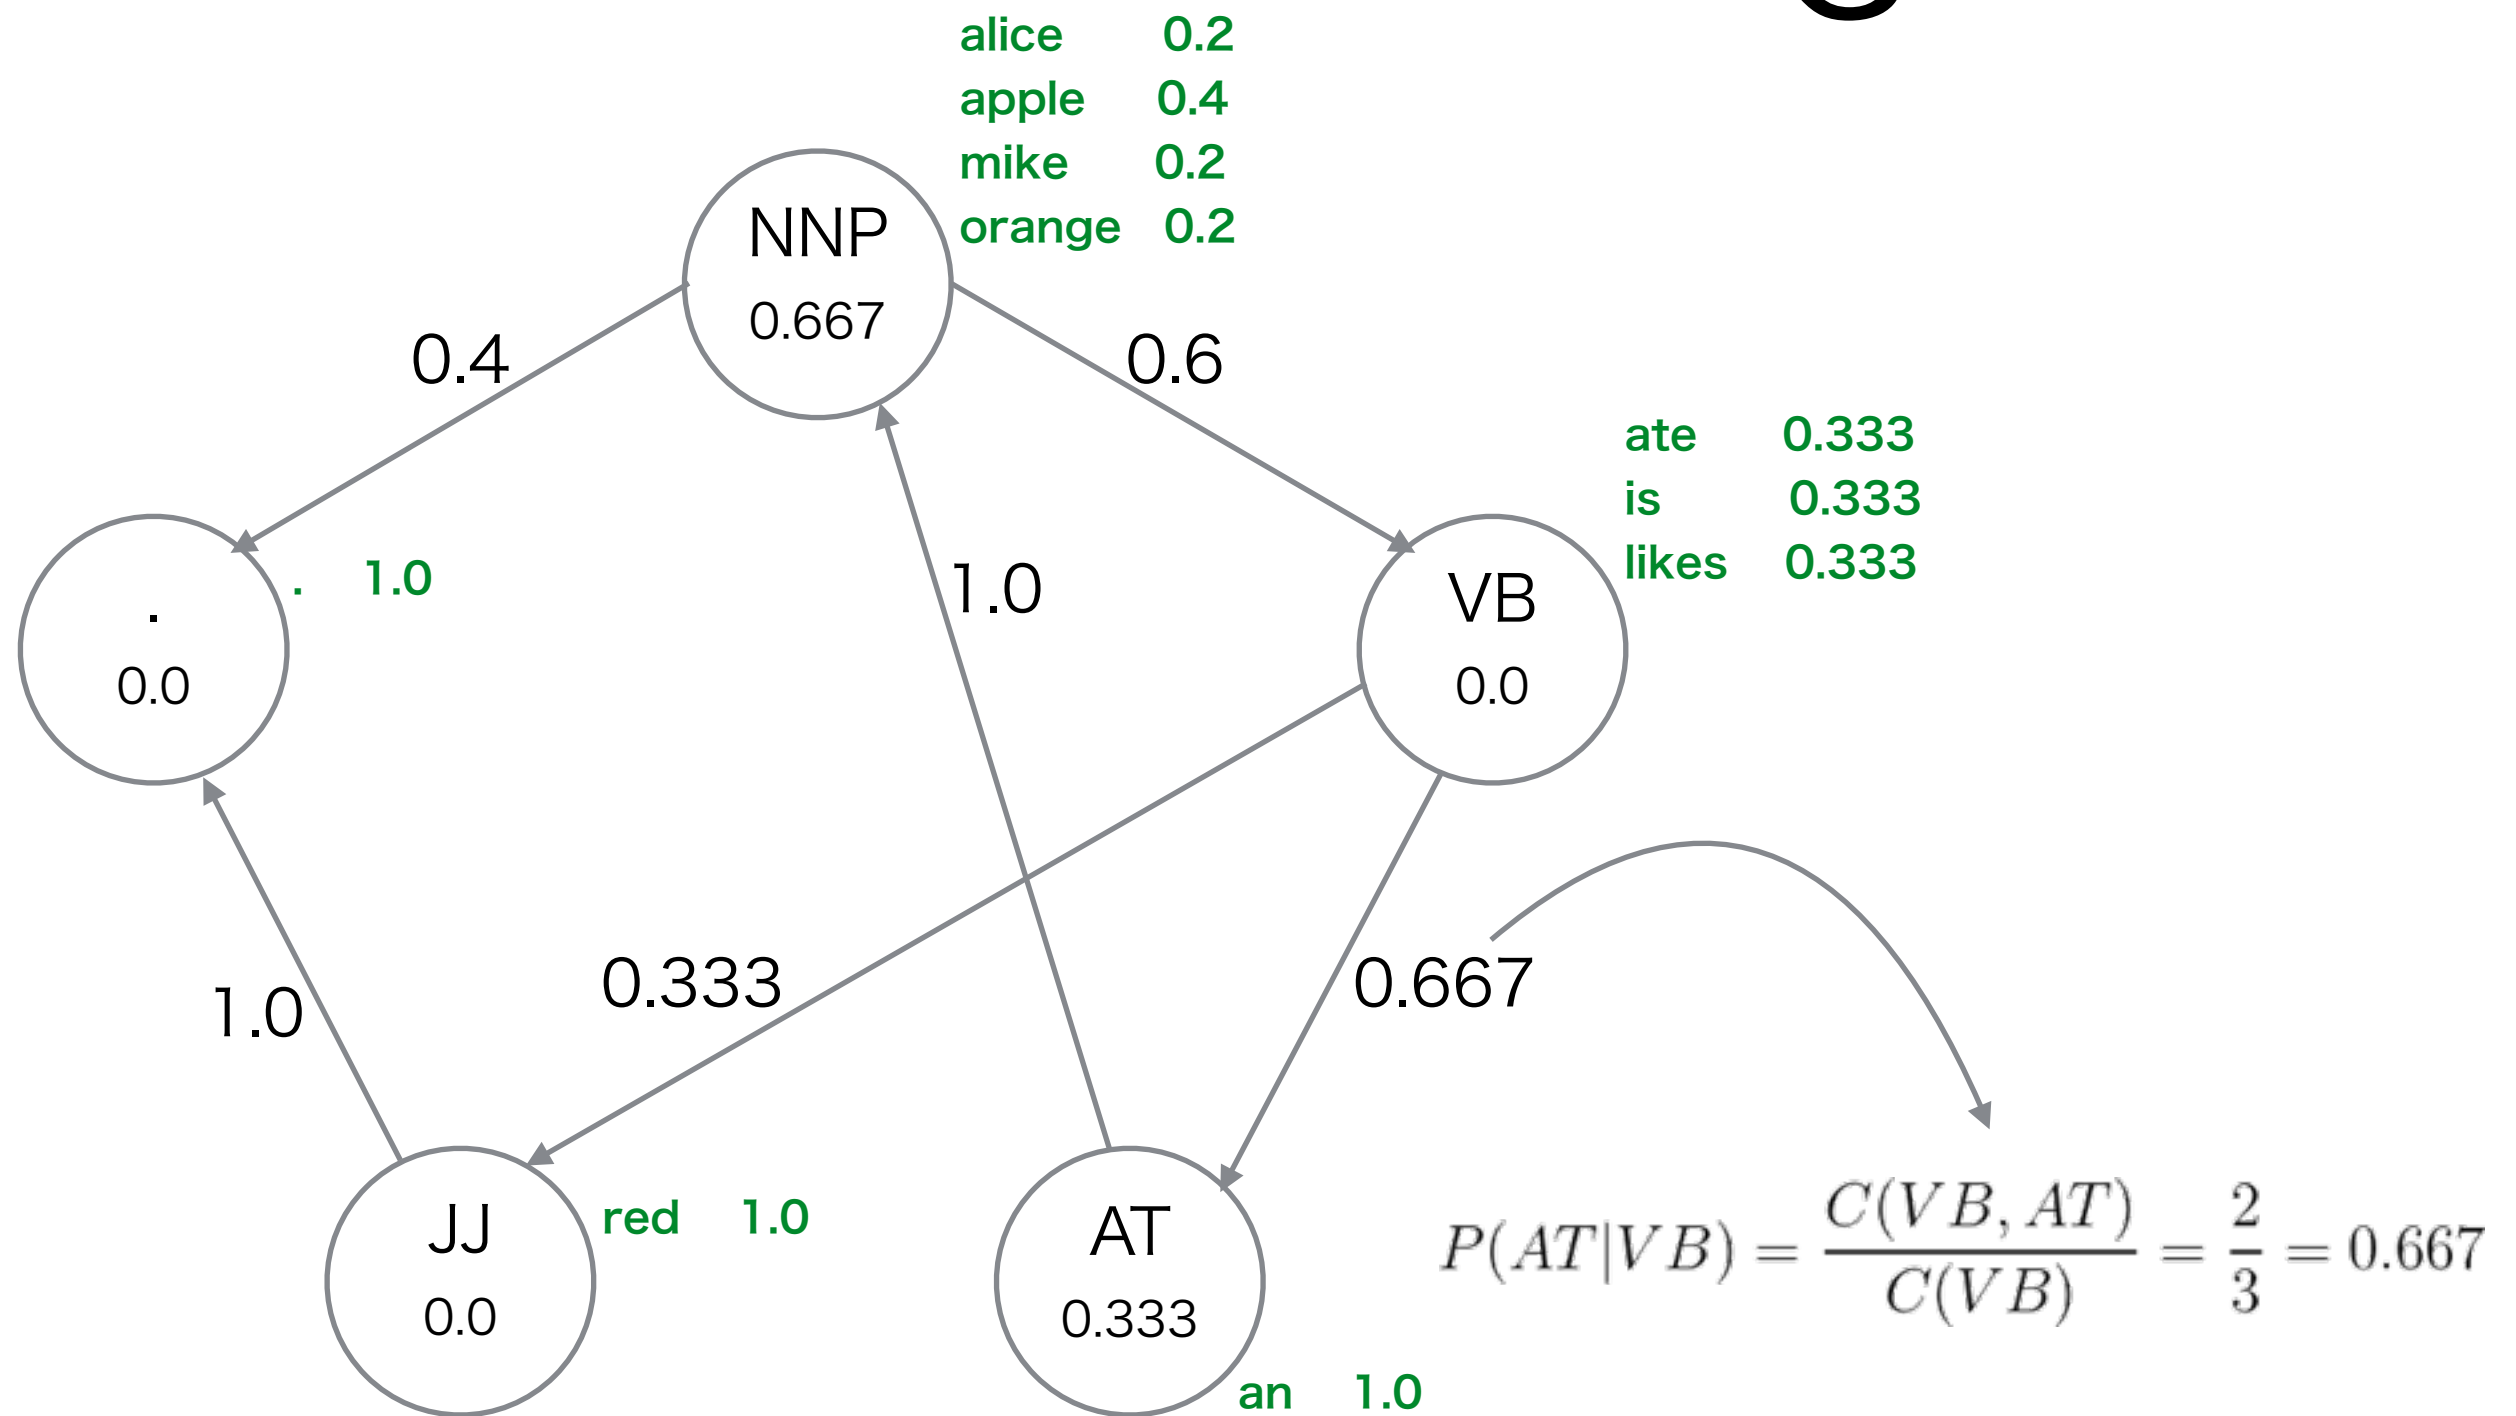 alice 0.2
apple 0.4
mike 0.2
orange 0.2
NNP
0.667
0.4
0.6
ate 0.333
is 0.333
likes 0.333
. 1.0
.
0.0
1.0
VB
0.0
1.0
0.333
0.667
JJ
0.0
red 1.0
AT
0.333
an 1.0
P(AT|VB) = C(VB, AT) / C(VB) = 2/3 = 0.667